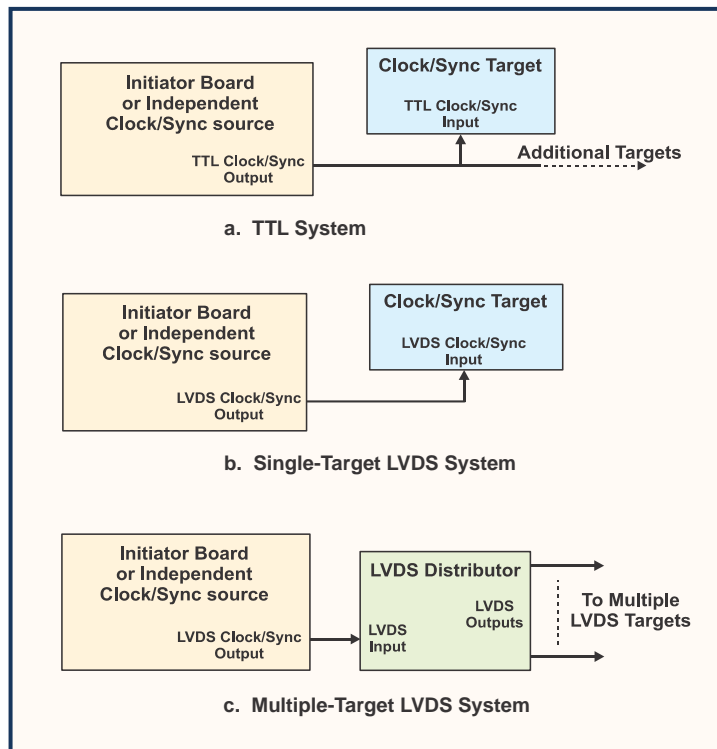 Initiator Board
or Independent
Clock/Sync source
TTL Clock/Sync
Output
Clock/Sync Target
TTL Clock/Sync
Input
Additional Targets
a. TTL System
Initiator Board
or Independent
Clock/Sync source
LVDS Clock/Sync
Output
Clock/Sync Target
LVDS Clock/Sync
Input
b. Single-Target LVDS System
Initiator Board
or Independent
Clock/Sync source
LVDS Clock/Sync
Output
LVDS Distributor
LVDS
Input
LVDS
Outputs
To Multiple
LVDS Targets
c. Multiple-Target LVDS System